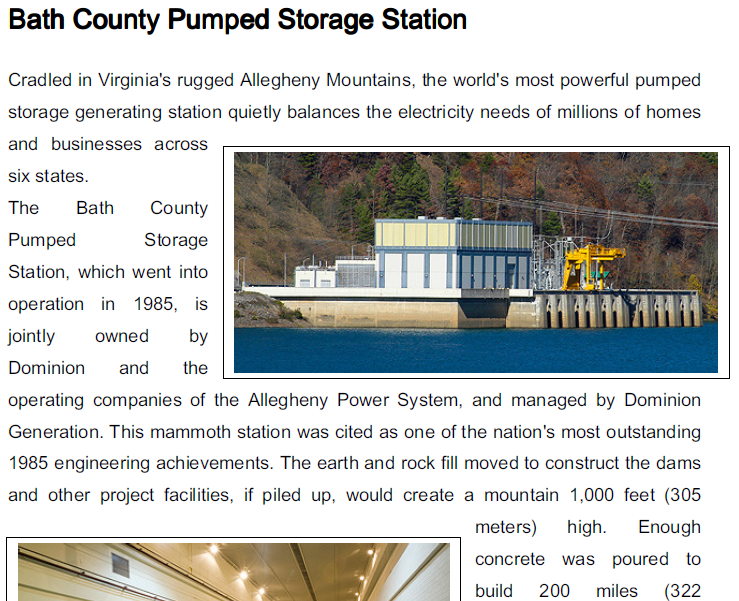 Bath County Pumped Storage Station
Cradled in Virginia's rugged Allegheny Mountains, the world's most powerful pumped
storage generating station quietly balances the electricity needs of millions of homes
and businesses across
six states.
The Bath County
Pumped Storage
Station, which went into
operation in 1985, is
jointly owned by
Dominion and the
operating companies of the Allegheny Power System, and managed by Dominion
Generation. This mammoth station was cited as one of the nation's most outstanding
1985 engineering achievements. The earth and rock fill moved to construct the dams
and other project facilities, if piled up, would create a mountain 1,000 feet (305
meters) high. Enough
concrete was poured to
build 200 miles (322